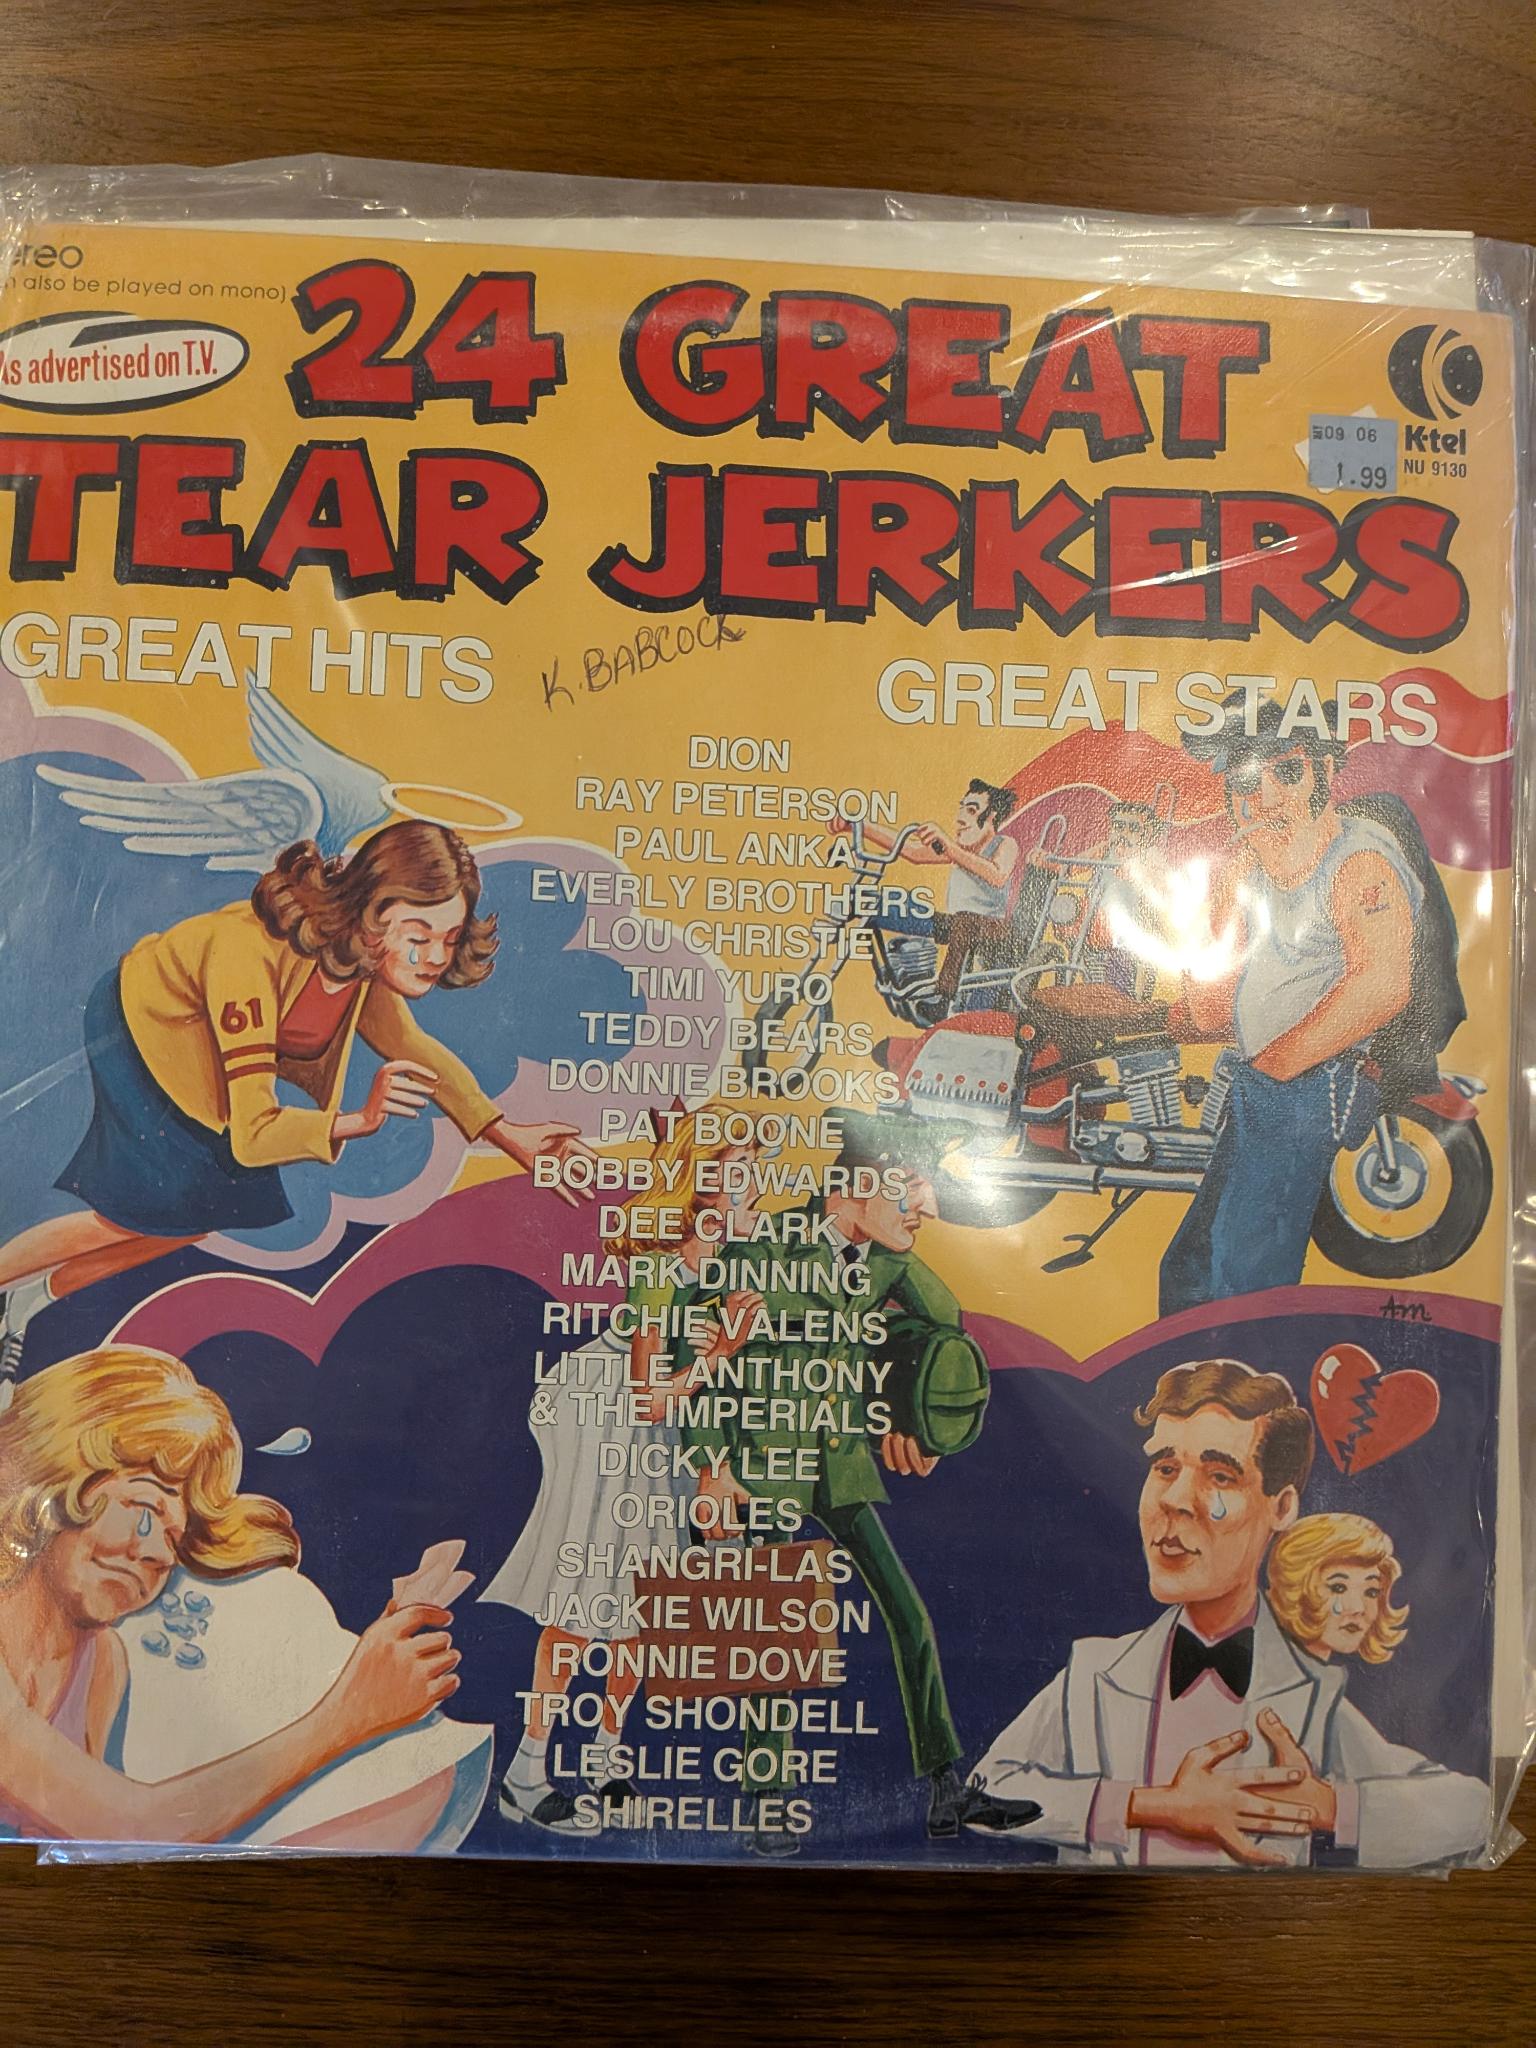 also be played on mono)
As advertised on T.V.
24 GREAT
TEAR JERKERS
K-tel
NU 9130
09 06
1.99
GREAT HITS
K. BABCOCK
GREAT STARS
DION
RAY PETERSON
PAUL ANKA
EVERLY BROTHERS
LOU CHRISTIE
TIMI YURO
TEDDY BEARS
DONNIE BROOKS
PAT BOONE
BOBBY EDWARDS
DEE CLARK
MARK DINNING
RITCHIE VALENS
LITTLE ANTHONY
& THE IMPERIALS
DICKY LEE
ORIOLES
SHANGRI-LAS
JACKIE WILSON
RONNIE DOVE
TROY SHONDELL
LESLIE GORE
SHIRELLES
61
A.M.